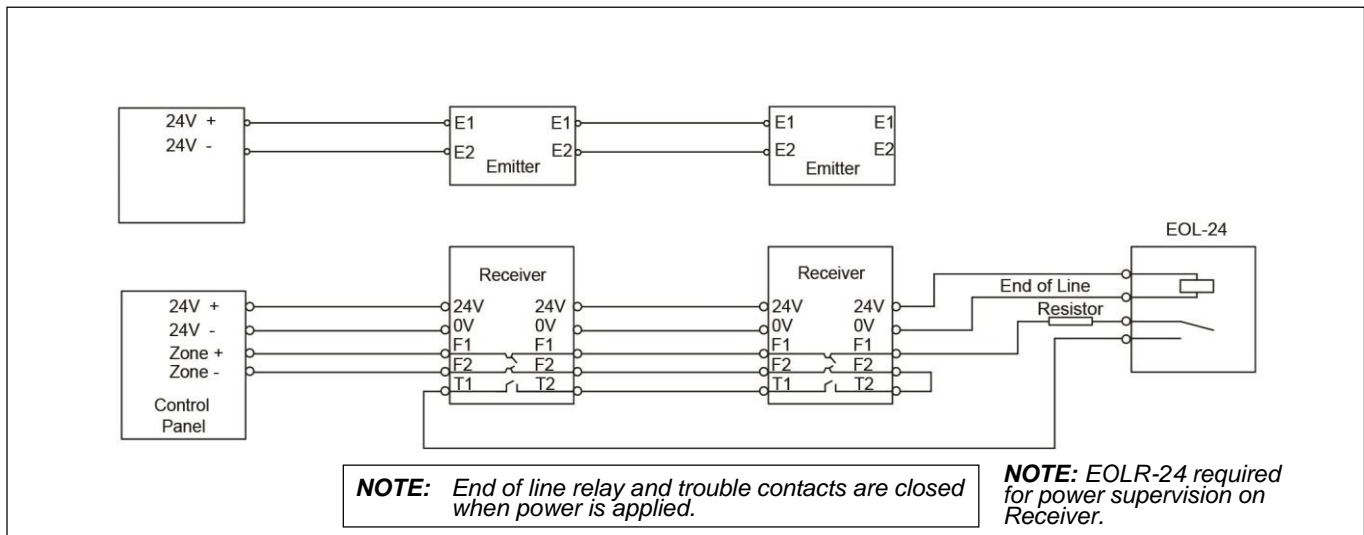 24V +
24V -
E1 E1
E2 E2
Emitter
E1 E1
E2 E2
Emitter
EOL-24
Receiver
24V 24V
0V 0V
F1 F1
F2 F2
T1 T2
Receiver
24V 24V
0V 0V
F1 F1
F2 F2
T1 T2
End of Line
Resistor
24V +
24V -
Zone +
Zone -
Control
Panel
NOTE: End of line relay and trouble contacts are closed
when power is applied.
NOTE: EOLR-24 required
for power supervision on
Receiver.